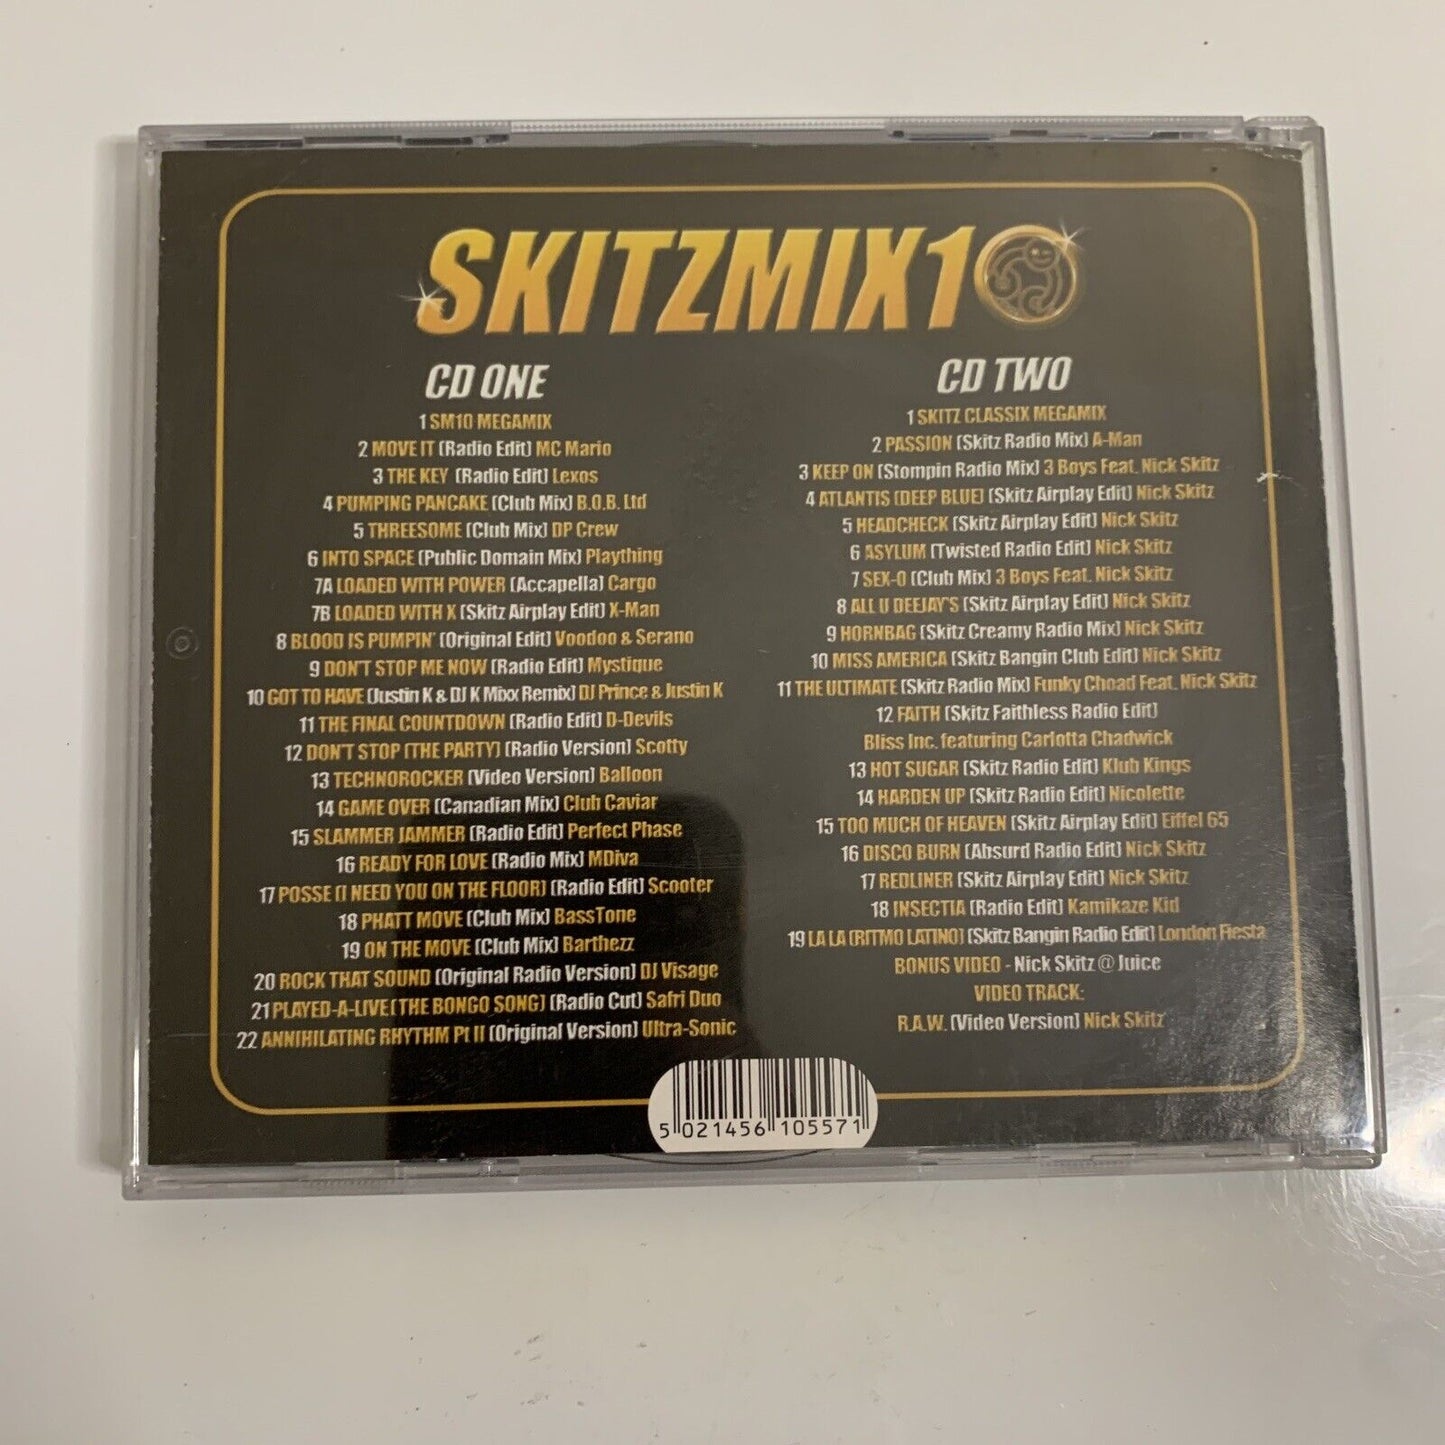 SKITZMIX10
CD ONE
1 SM10 MEGAMIX
2 MOVE IT (Radio Edit) MC Mario
3 THE KEY (Radio Edit) Lexos
4 PUMPING PANCAKE (Club Mix) B.O.B. Ltd
5 THREESOME (Club Mix) DP Crew
6 INTO SPACE (Public Domain Mix) Plaything
7A LOADED WITH POWER (Accapella) Cargo
7B LOADED WITH X (Skitz Airplay Edit) X-Man
8 BLOOD IS PUMPIN' (Original Edit) Voodoo & Serano
9 DON'T STOP ME NOW (Radio Edit) Mystique
10 GOT TO HAVE (Justin K & DJ K Mixx Remix) DJ Prince & Justin K
11 THE FINAL COUNTDOWN (Radio Edit) D-Devils
12 DON'T STOP (THE PARTY) (Radio Version) Scotty
13 TECHNOROCKER (Video Version) Balloon
14 GAME OVER (Canadian Mix) Club Caviar
15 SLAMMER JAMMER (Radio Edit) Perfect Phase
16 READY FOR LOVE (Radio Mix) MDiva
17 POSSE (I NEED YOU ON THE FLOOR) (Radio Edit) Scooter
18 PHATT MOVE (Club Mix) BassTone
19 ON THE MOVE (Club Mix) Barthezz
20 ROCK THAT SOUND (Original Radio Version) DJ Visage
21 PLAYED-A-LIVE (THE BONGO SONG) (Radio Cut) Safri Duo
22 ANNIHILATING RHYTHM Pt II (Original Version) Ultra-Sonic
CD TWO
1 SKITZ CLASSIX MEGAMIX
2 PASSION (Skitz Radio Mix) A-Man
3 KEEP ON (Stompin Radio Mix) 3 Boys Feat. Nick Skitz
4 ATLANTIS (DEEP BLUE) (Skitz Airplay Edit) Nick Skitz
5 HEADCHECK (Skitz Airplay Edit) Nick Skitz
6 ASYLUM (Twisted Radio Edit) Nick Skitz
7 SEX-O (Club Mix) 3 Boys Feat. Nick Skitz
8 ALL U DEEJAY'S (Skitz Airplay Edit) Nick Skitz
9 HORNBAG (Skitz Creamy Radio Mix) Nick Skitz
10 MISS AMERICA (Skitz Bangin Club Edit) Nick Skitz
11 THE ULTIMATE (Skitz Radio Mix) Funky Choad Feat. Nick Skitz
12 FAITH (Skitz Faithless Radio Edit)
Bliss Inc. featuring Carlotta Chadwick
13 HOT SUGAR (Skitz Radio Edit) Klub Kings
14 HARDEN UP (Skitz Radio Edit) Nicolette
15 TOO MUCH OF HEAVEN (Skitz Airplay Edit) Eiffel 65
16 DISCO BURN (Absurd Radio Edit) Nick Skitz
17 REDLINER (Skitz Airplay Edit) Nick Skitz
18 INSECTIA (Radio Edit) Kamikaze Kid
19 LA LA (RITMO LATINO) (Skitz Bangin Radio Edit) London Fiesta
BONUS VIDEO - Nick Skitz @ Juice
VIDEO TRACK:
R.A.W. (Video Version) Nick Skitz
5 021456 105571